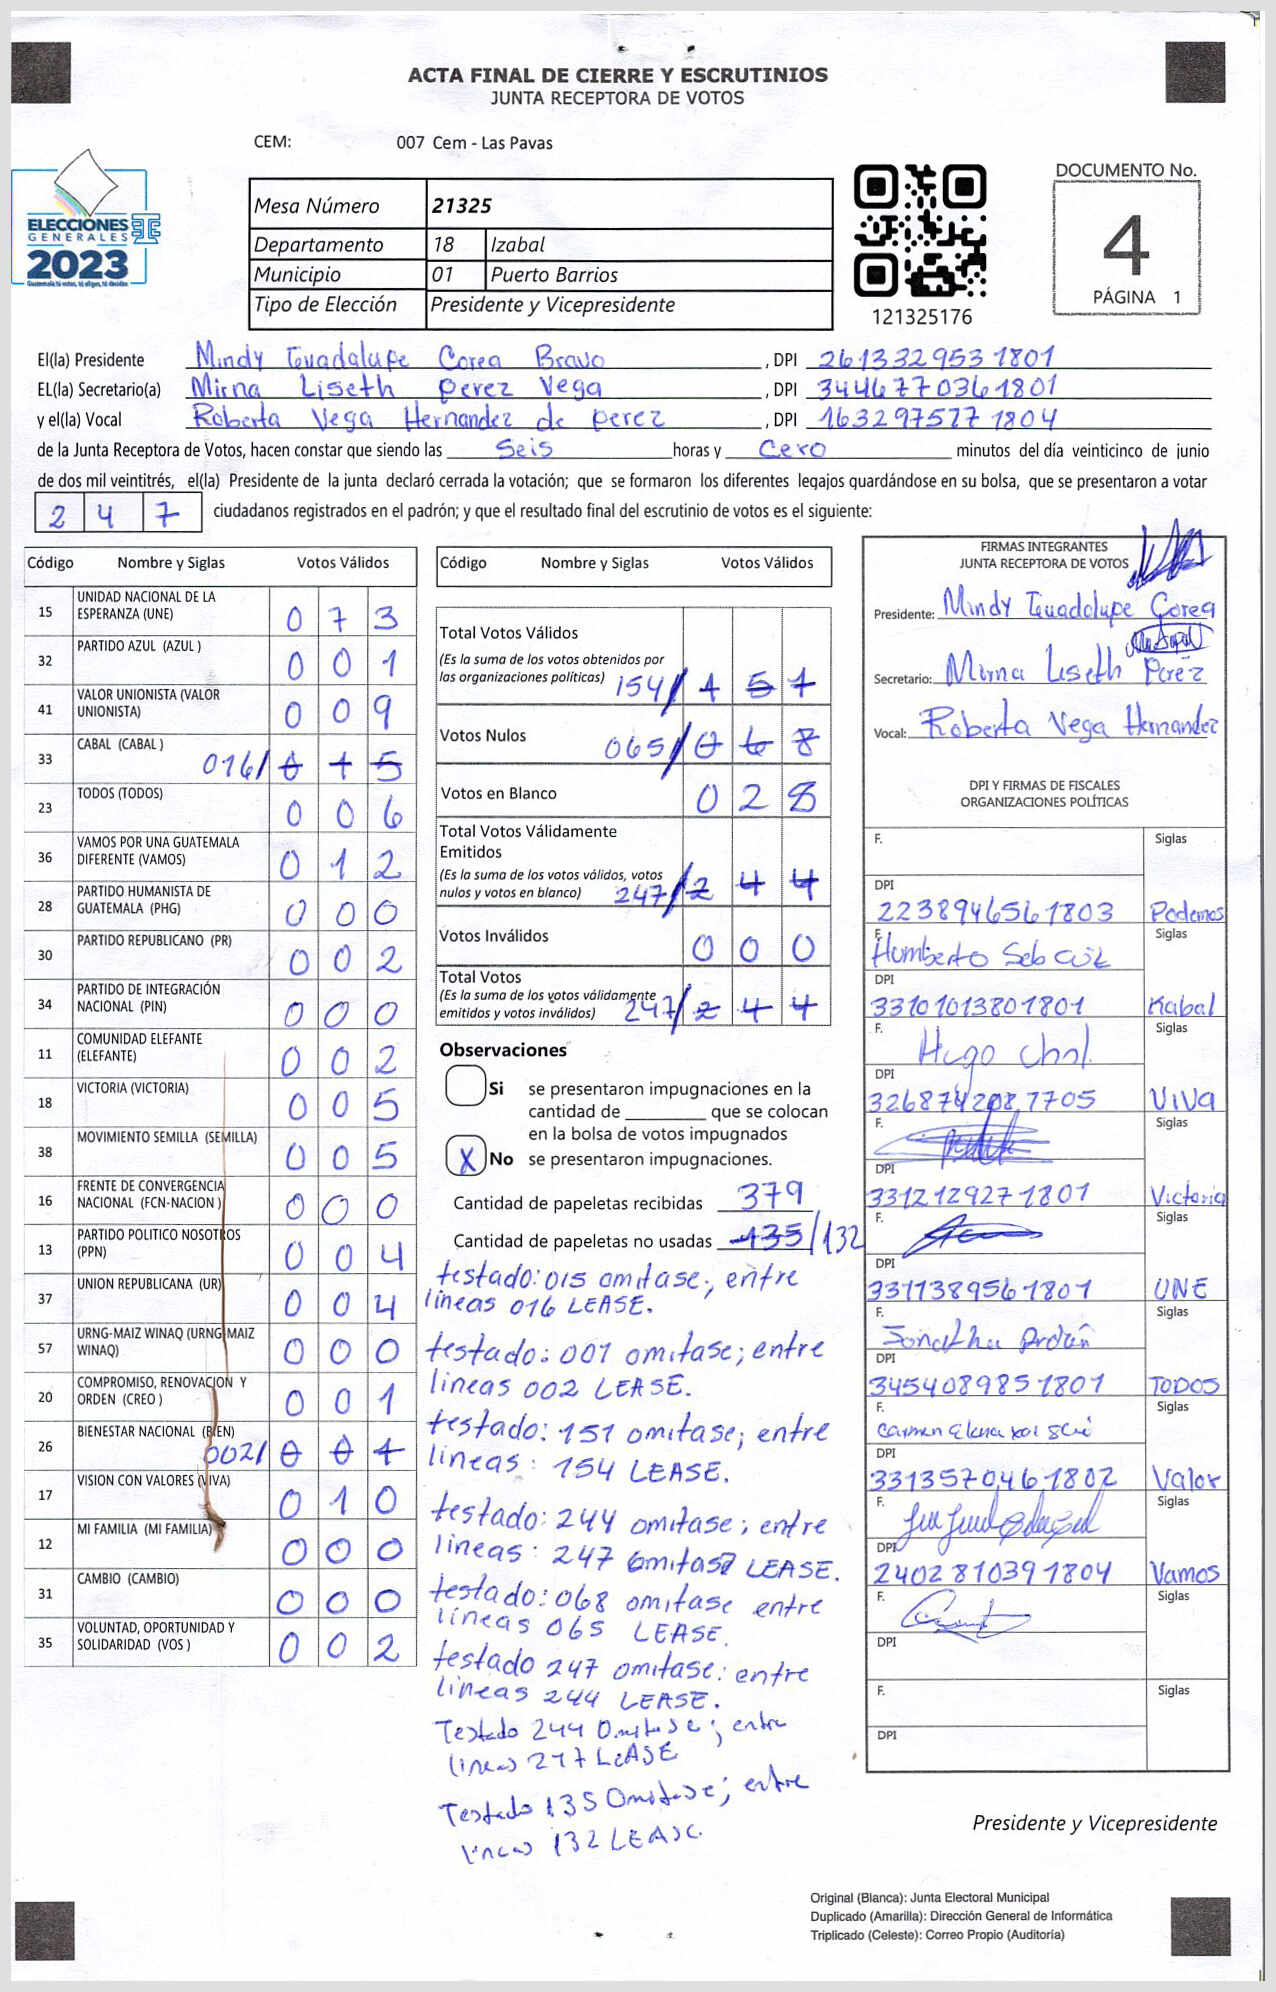 ACTA FINAL DE CIERRE Y ESCRUTINIOS
JUNTA RECEPTORA DE VOTOS
CEM: 007 Cem - Las Pavas
ELECCIONES
GENERALES
2023
Guatemala tú votas, tú eliges, tú decides
Mesa Número 21325
Departamento 18 Izabal
Municipio 01 Puerto Barrios
Tipo de Elección Presidente y Vicepresidente
121325176
DOCUMENTO No.
4
PÁGINA 1
El(la) Presidente Mindy Guadalupe Corea Bravo , DPI 2613329531801
EL(la) Secretario(a) Mirna Liseth perez Vega , DPI 3446770361801
y el(la) Vocal Roberta Vega Hernandez de perez , DPI 1632975771804
de la Junta Receptora de Votos, hacen constar que siendo las Seis horas y Cero minutos del día veinticinco de junio
de dos mil veintitrés, el(la) Presidente de la junta declaró cerrada la votación; que se formaron los diferentes legajos guardándose en su bolsa, que se presentaron a votar
2 4 7 ciudadanos registrados en el padrón; y que el resultado final del escrutinio de votos es el siguiente:
Código Nombre y Siglas Votos Válidos
15 UNIDAD NACIONAL DE LA ESPERANZA (UNE) 0 7 3
32 PARTIDO AZUL (AZUL ) 0 0 1
41 VALOR UNIONISTA (VALOR UNIONISTA) 0 0 9
33 CABAL (CABAL ) 016/ 0 1 5
23 TODOS (TODOS) 0 0 6
36 VAMOS POR UNA GUATEMALA DIFERENTE (VAMOS) 0 1 2
28 PARTIDO HUMANISTA DE GUATEMALA (PHG) 0 0 0
30 PARTIDO REPUBLICANO (PR) 0 0 2
34 PARTIDO DE INTEGRACIÓN NACIONAL (PIN) 0 0 0
11 COMUNIDAD ELEFANTE (ELEFANTE) 0 0 2
18 VICTORIA (VICTORIA) 0 0 5
38 MOVIMIENTO SEMILLA (SEMILLA) 0 0 5
16 FRENTE DE CONVERGENCIA NACIONAL (FCN-NACION ) 0 0 0
13 PARTIDO POLITICO NOSOTROS (PPN) 0 0 4
37 UNION REPUBLICANA (UR) 0 0 4
57 URNG-MAIZ WINAQ (URNG-MAIZ WINAQ) 0 0 0
20 COMPROMISO, RENOVACION Y ORDEN (CREO ) 0 0 1
26 BIENESTAR NACIONAL (BIEN) 002/ 0 0 1
17 VISION CON VALORES (VIVA) 0 1 0
12 MI FAMILIA (MI FAMILIA) 0 0 0
31 CAMBIO (CAMBIO) 0 0 0
35 VOLUNTAD, OPORTUNIDAD Y SOLIDARIDAD (VOS ) 0 0 2
Código Nombre y Siglas Votos Válidos
Total Votos Válidos
(Es la suma de los votos obtenidos por
las organizaciones políticas) 154/ 1 5 1
Votos Nulos 065/ 0 6 8
Votos en Blanco 0 2 8
Total Votos Válidamente
Emitidos
(Es la suma de los votos válidos, votos
nulos y votos en blanco) 247/ 2 4 4
Votos Inválidos 0 0 0
Total Votos
(Es la suma de los votos válidamente
emitidos y votos inválidos) 247/ 2 4 4
Observaciones
Si se presentaron impugnaciones en la
cantidad de ________ que se colocan
en la bolsa de votos impugnados
X No se presentaron impugnaciones.
Cantidad de papeletas recibidas 379
Cantidad de papeletas no usadas 135/132
testado: 015 omitase; entre
lineas 016 LEASE.
testado: 001 omitase; entre
lineas 002 LEASE.
testado: 151 omitase; entre
lineas: 154 LEASE.
testado: 244 omitase; entre
lineas: 247 omitase LEASE.
testado: 068 omitase entre
líneas 065 LEASE.
testado 247 omitase: entre
lineas 244 LEASE.
Testado 244 Omitase; entre
lineas 247 LEASE
Testado 135 Omitase; entre
lineas 132 LEASE.
FIRMAS INTEGRANTES
JUNTA RECEPTORA DE VOTOS
Presidente: Mindy Guadalupe Corea
Secretario: Mirna Liseth Perez
Vocal: Roberta Vega Hernandez
DPI Y FIRMAS DE FISCALES
ORGANIZACIONES POLÍTICAS
F. Siglas
DPI 2238946561803 Podemos
F. Humberto Seb Siglas
DPI 33101013801801 Kabal
F. Hugo Siglas
DPI 3268742087705 ViVa
F. Siglas
DPI 3312129271801 Victoria
F. Siglas
DPI 3311389561801 UNE
F. Siglas
DPI 3454089851801 TODOS
F. Carmen Elena Siglas
DPI 3313570461802 Valor
F. Siglas
DPI 2402810391804 Vamos
F. Siglas
DPI
F. Siglas
DPI
Presidente y Vicepresidente
Original (Blanca): Junta Electoral Municipal
Duplicado (Amarilla): Dirección General de Informática
Triplicado (Celeste): Correo Propio (Auditoría)